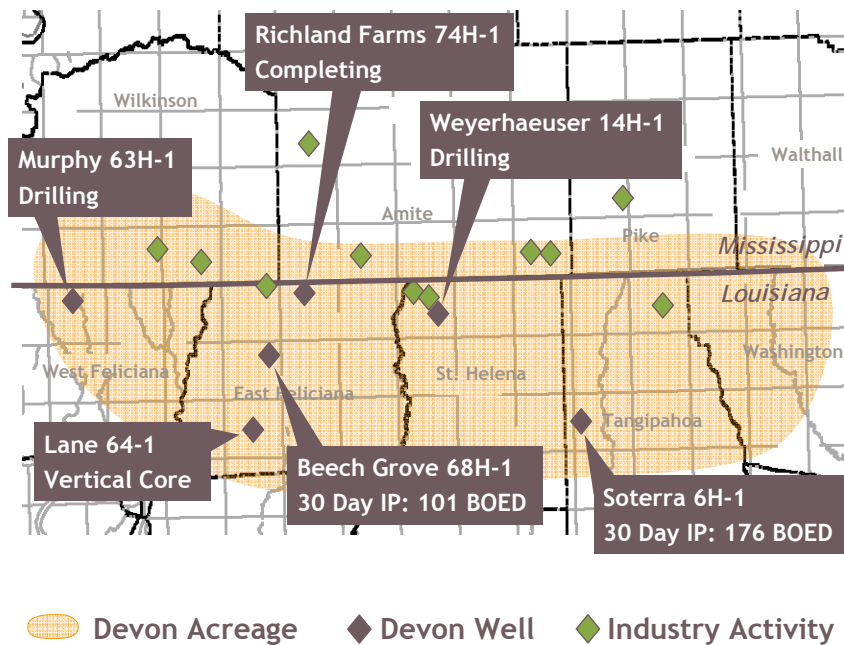 Richland Farms 74H-1
Completing
Wilkinson
Weyerhaeuser 14H-1
Drilling
Murphy 63H-1
Drilling
Walthall
Amite
Pike
Mississippi
Louisiana
West Feliciana
East Feliciana
St. Helena
Washington
Tangipahoa
Lane 64-1
Vertical Core
Beech Grove 68H-1
30 Day IP: 101 BOED
Soterra 6H-1
30 Day IP: 176 BOED
Devon Acreage
Devon Well
Industry Activity